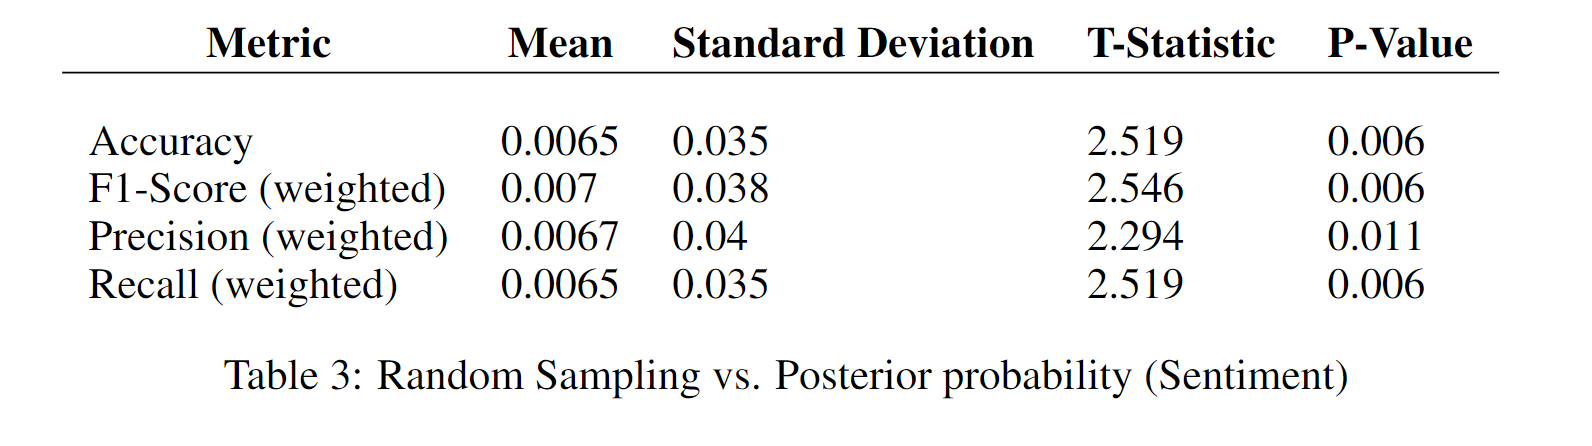 Metric Mean Standard Deviation T-Statistic P-Value
Accuracy 0.0065 0.035 2.519 0.006
F1-Score (weighted) 0.007 0.038 2.546 0.006
Precision (weighted) 0.0067 0.04 2.294 0.011
Recall (weighted) 0.0065 0.035 2.519 0.006
Table 3: Random Sampling vs. Posterior probability (Sentiment)